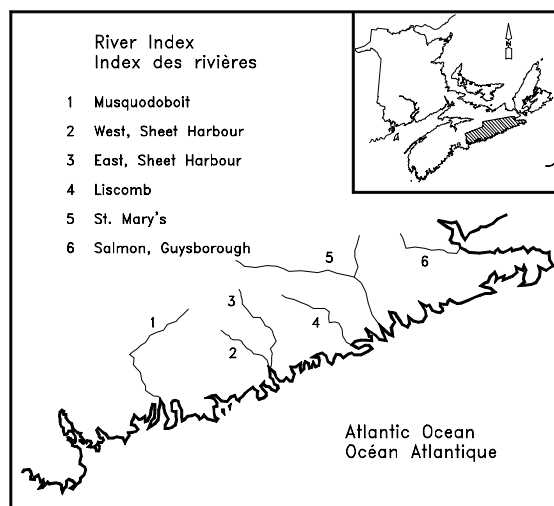 River Index
Index des rivières
1 Musquodoboit
2 West, Sheet Harbour
3 East, Sheet Harbour
4 Liscomb
5 St. Mary's
6 Salmon, Guysborough
N
5
6
3
1
4
2
Atlantic Ocean
Océan Atlantique